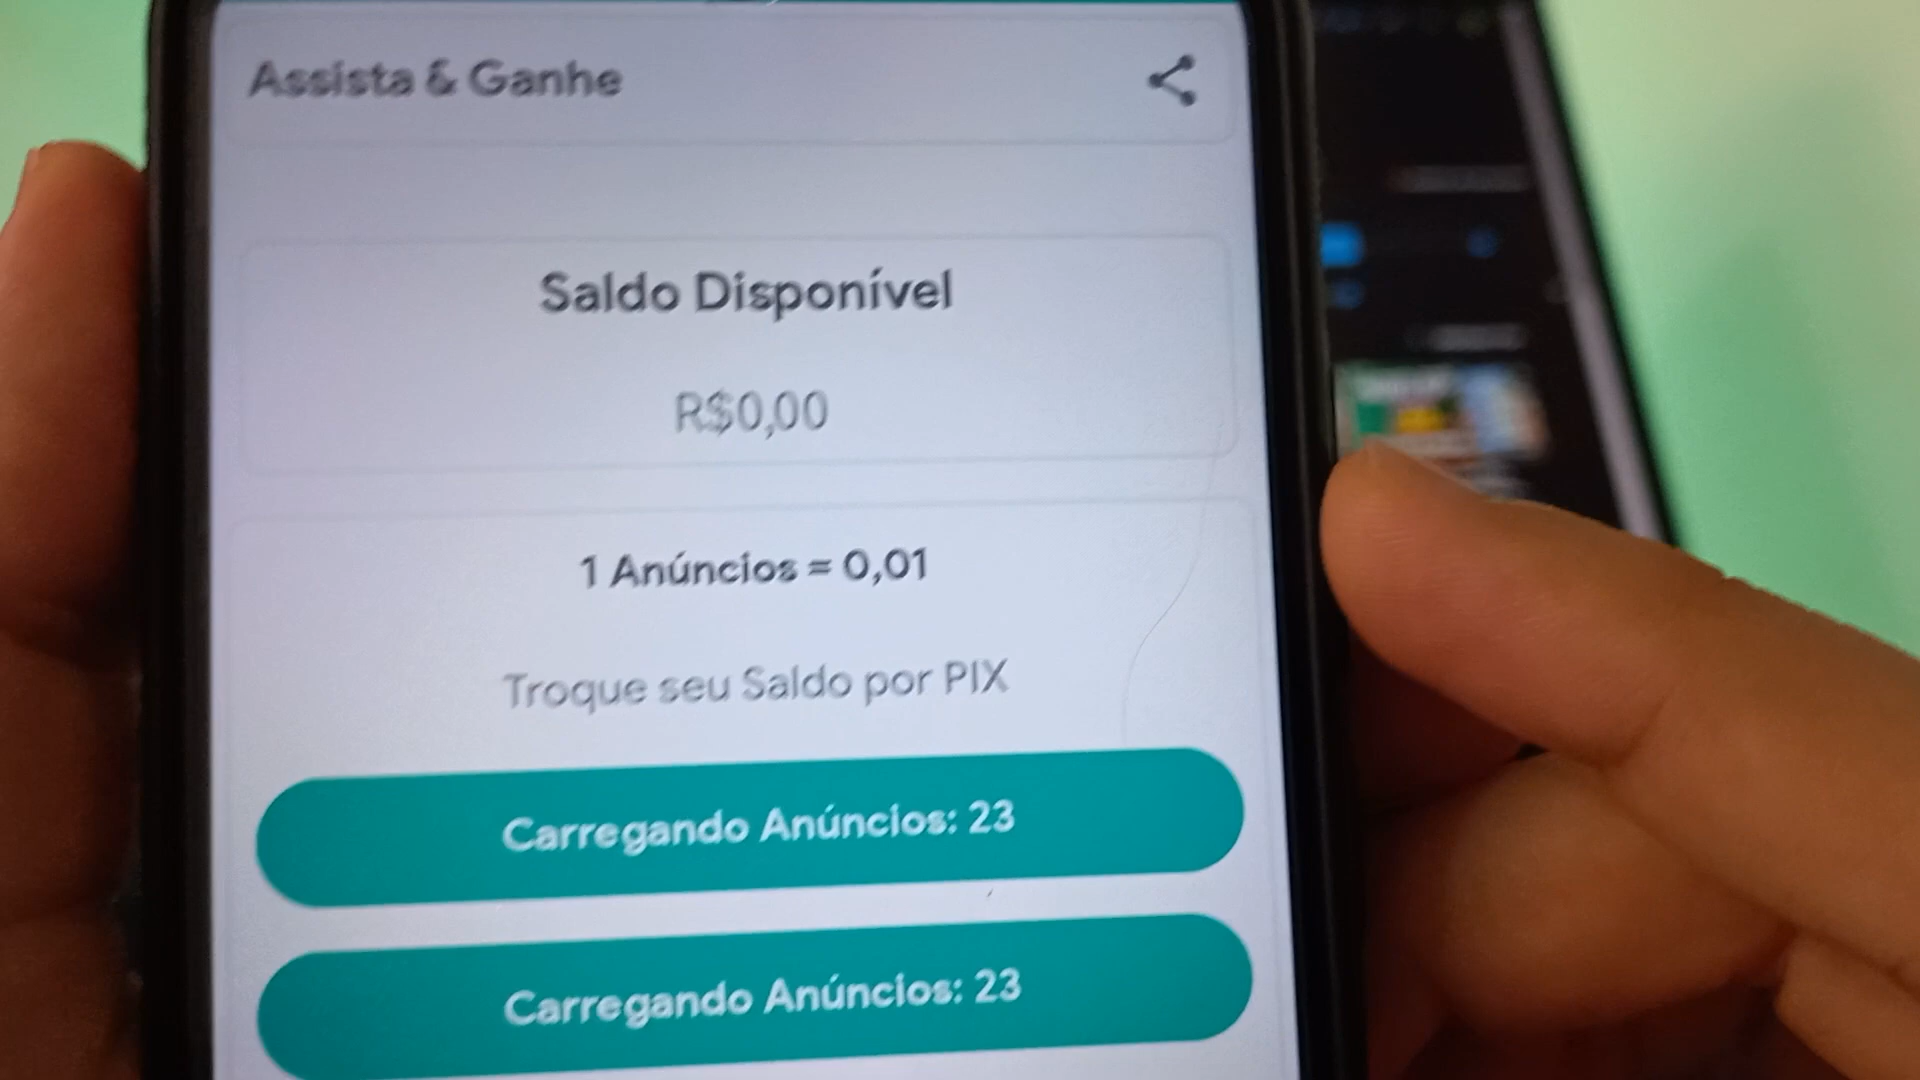 Assista & Ganhe
Saldo Disponível
R$0,00
1 Anúncios = 0,01
Troque seu Saldo por PIX
Carregando Anúncios: 23
Carregando Anúncios: 23